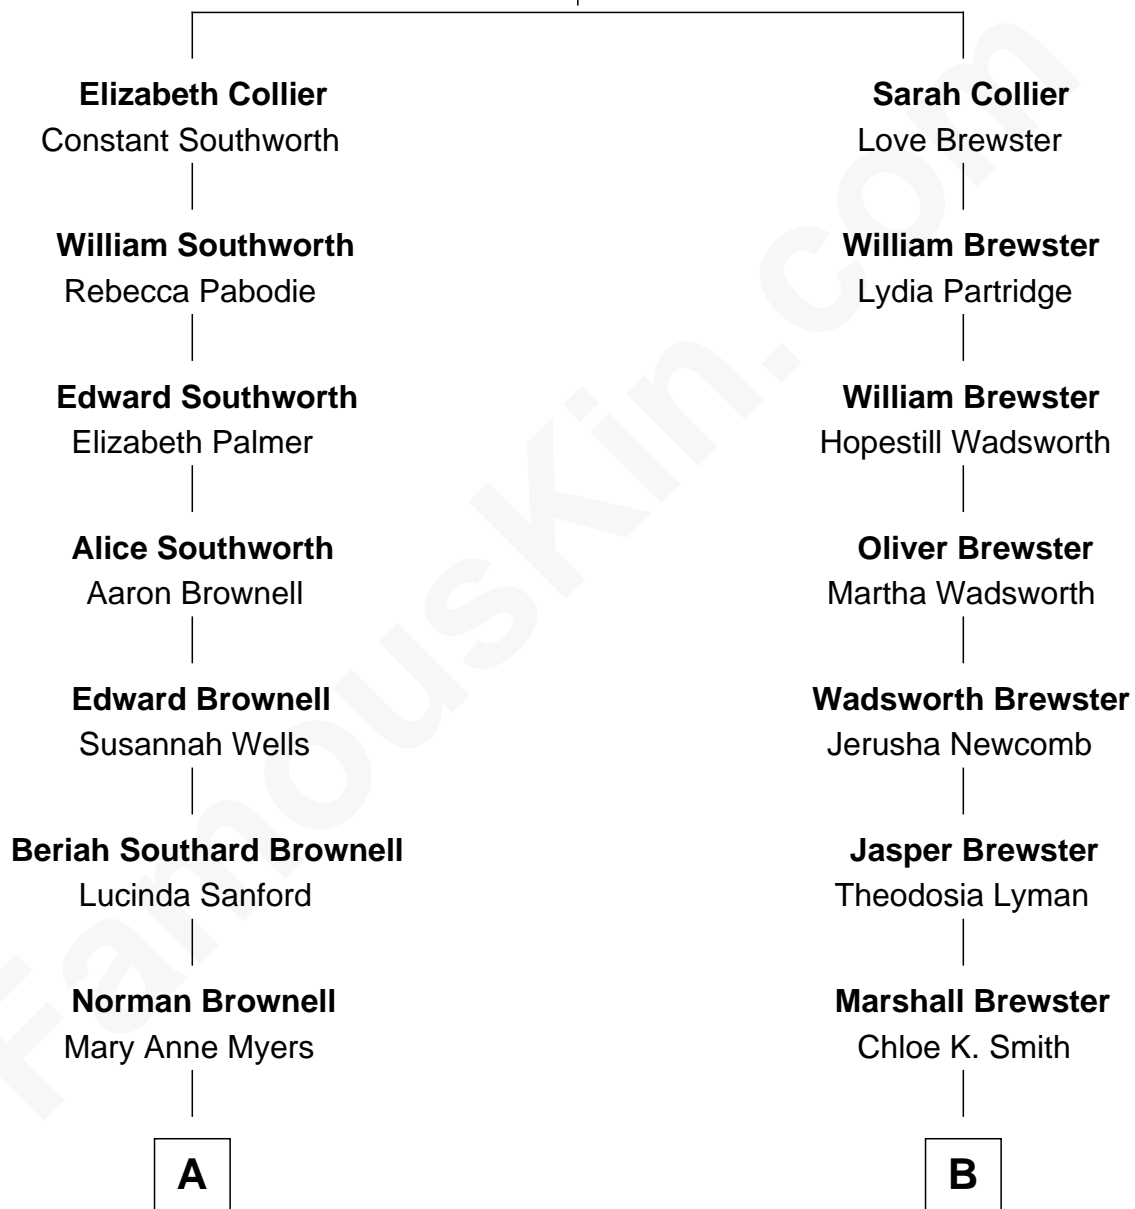 Elizabeth Collier
Constant Southworth
William Southworth
Rebecca Pabodie
Edward Southworth
Elizabeth Palmer
Alice Southworth
Aaron Brownell
Edward Brownell
Susannah Wells
Beriah Southard Brownell
Lucinda Sanford
Norman Brownell
Mary Anne Myers
A
Sarah Collier
Love Brewster
William Brewster
Lydia Partridge
William Brewster
Hopestill Wadsworth
Oliver Brewster
Martha Wadsworth
Wadsworth Brewster
Jerusha Newcomb
Jasper Brewster
Theodosia Lyman
Marshall Brewster
Chloe K. Smith
B
FamousKin.com